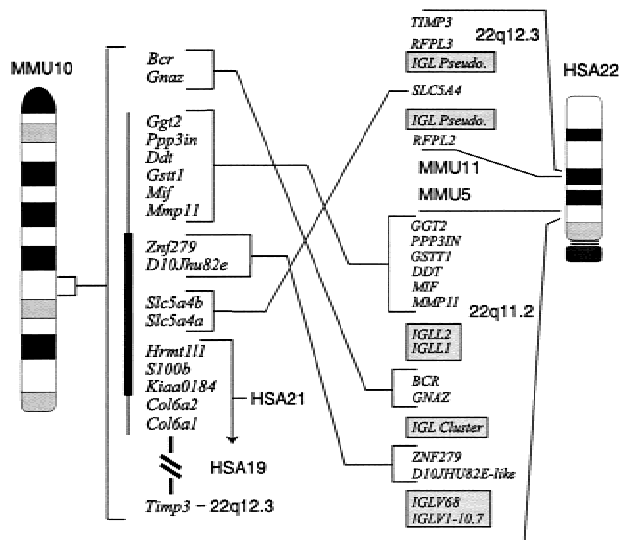 MMU10
Bcr
Gnaz
Ggt2
Ppp3in
Ddt
Gstt1
Mif
Mmp11
Znf279
D10Jhu82e
Slc5a4b
Slc5a4a
Hrmt1l1
S100b
Kiaa0184
Col6a2
Col6a1
HSA21
HSA19
Timp3 – 22q12.3
TIMP3
22q12.3
RFPL3
IGL Pseudo.
SLC5A4
IGL Pseudo.
RFPL2
MMU11
MMU5
GGT2
PPP3IN
GSTT1
DDT
MIF
MMP11
22q11.2
IGLL2
IGLL1
BCR
GNAZ
IGL Cluster
ZNF279
D10JHU82E-like
IGLV68
IGLV1-10.7
HSA22